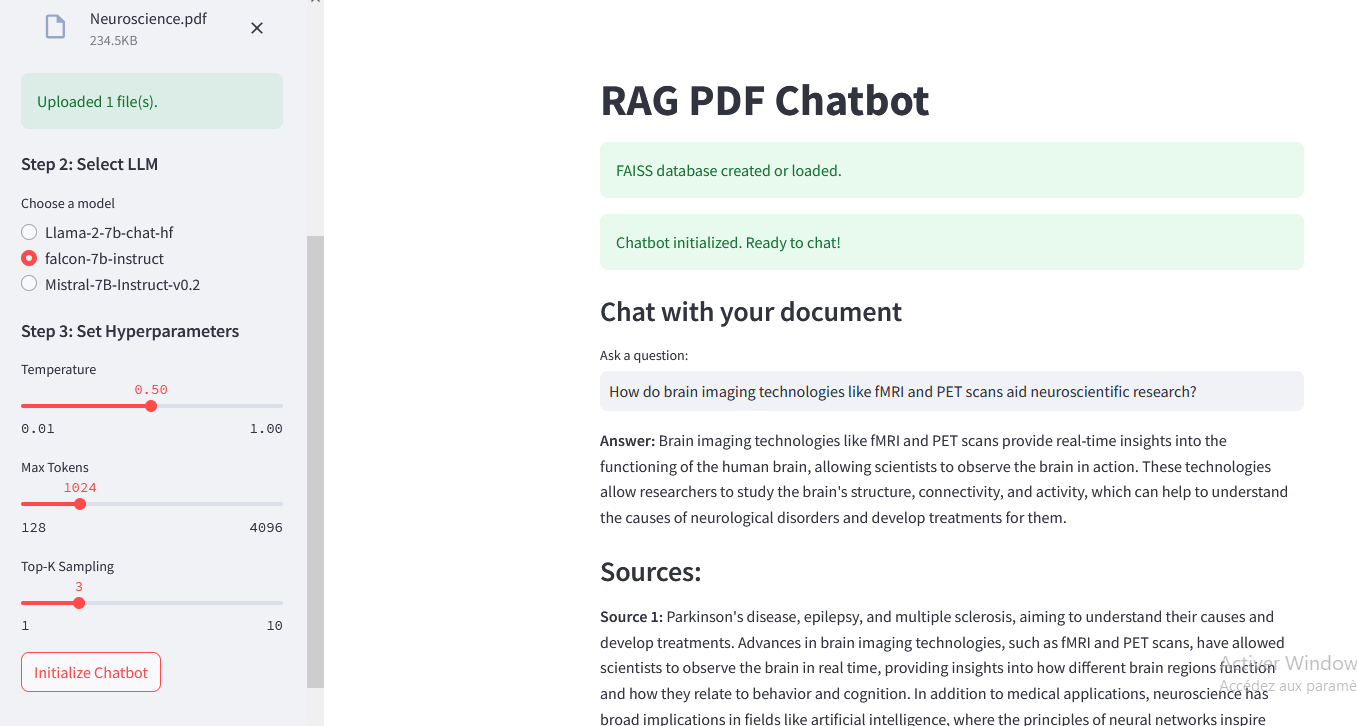 Neuroscience.pdf
234.5KB
Uploaded 1 file(s).
Step 2: Select LLM
Choose a model
Llama-2-7b-chat-hf
falcon-7b-instruct
Mistral-7B-Instruct-v0.2
Step 3: Set Hyperparameters
Temperature
0.50
0.01 1.00
Max Tokens
1024
128 4096
Top-K Sampling
3
1 10
Initialize Chatbot
RAG PDF Chatbot
FAISS database created or loaded.
Chatbot initialized. Ready to chat!
Chat with your document
Ask a question:
How do brain imaging technologies like fMRI and PET scans aid neuroscientific research?
Answer: Brain imaging technologies like fMRI and PET scans provide real-time insights into the
functioning of the human brain, allowing scientists to observe the brain in action. These technologies
allow researchers to study the brain's structure, connectivity, and activity, which can help to understand
the causes of neurological disorders and develop treatments for them.
Sources:
Source 1: Parkinson's disease, epilepsy, and multiple sclerosis, aiming to understand their causes and
develop treatments. Advances in brain imaging technologies, such as fMRI and PET scans, have allowed
scientists to observe the brain in real time, providing insights into how different brain regions function
and how they relate to behavior and cognition. In addition to medical applications, neuroscience has
broad implications in fields like artificial intelligence, where the principles of neural networks inspire
Activer Window
Accédez aux paramè